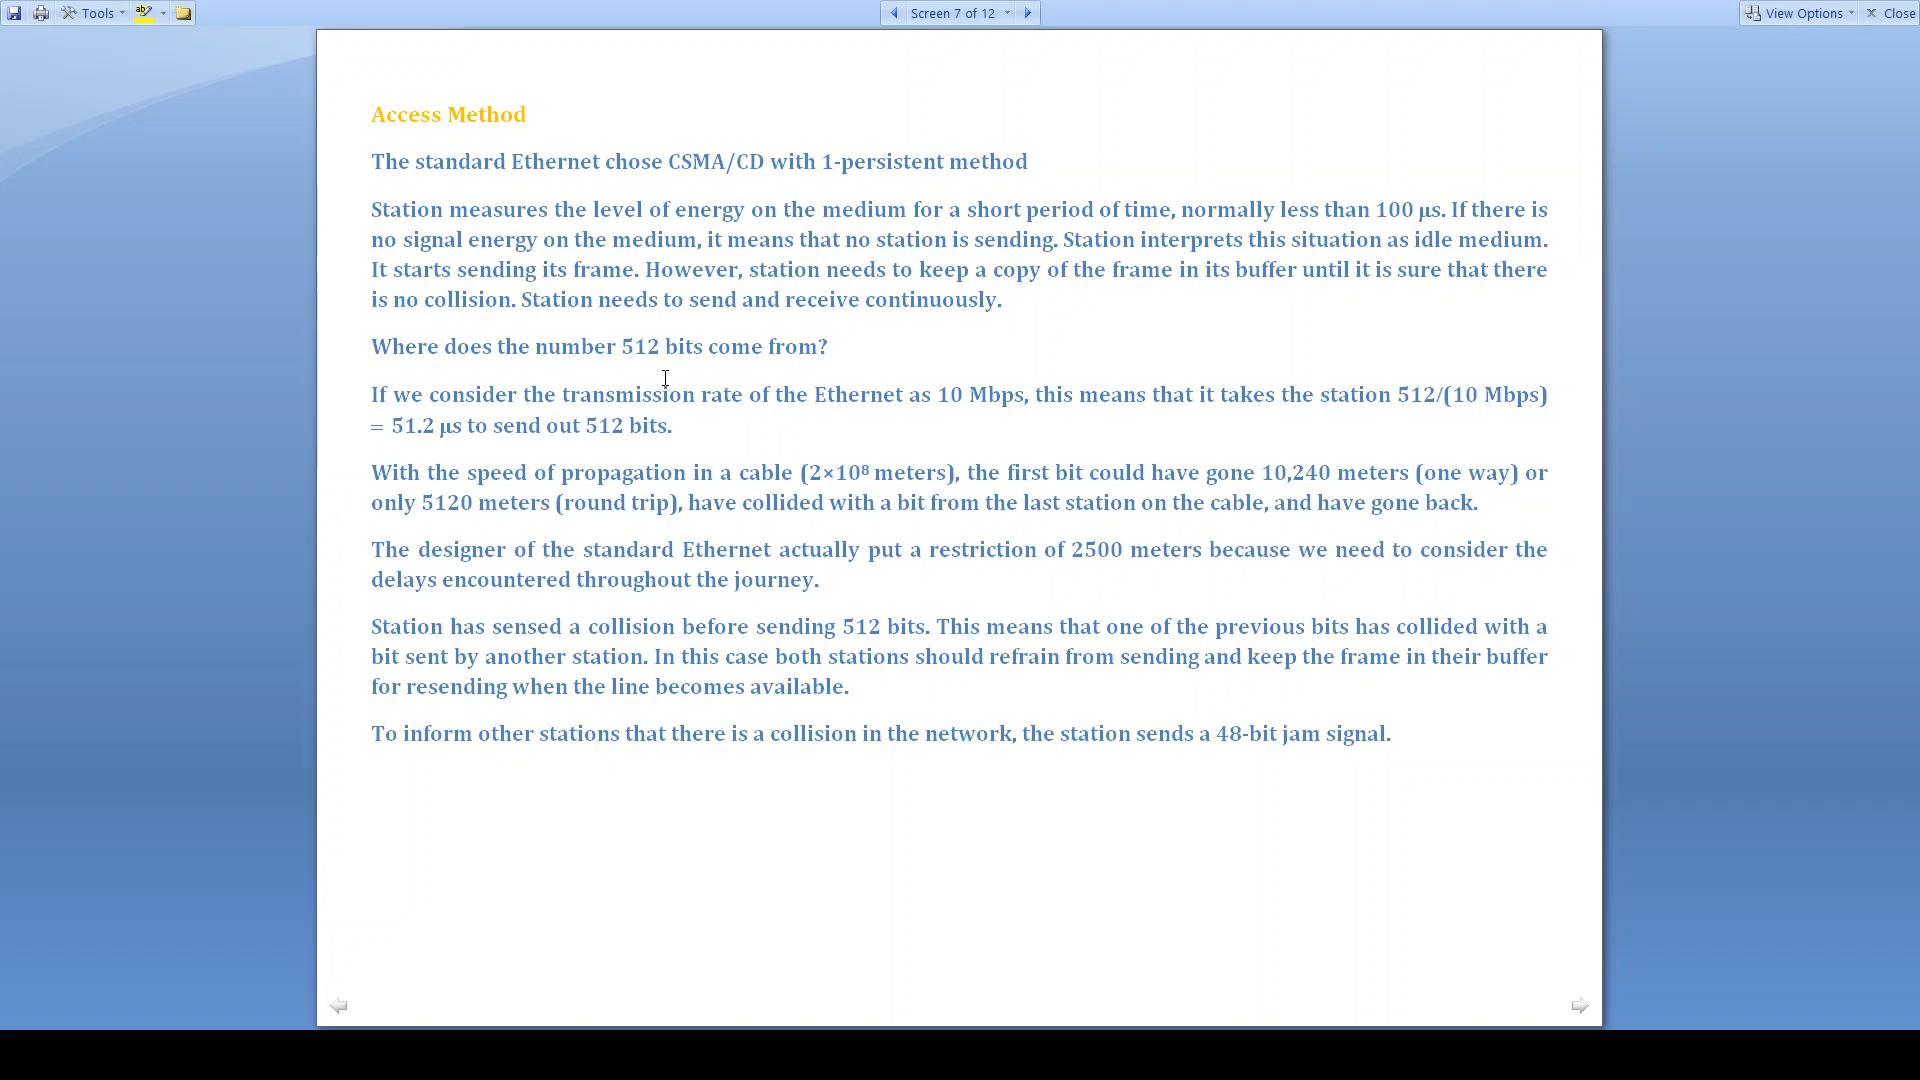 Tools
Screen 7 of 12
View Options
Close
Access Method
The standard Ethernet chose CSMA/CD with 1-persistent method
Station measures the level of energy on the medium for a short period of time, normally less than 100 μs. If there is
no signal energy on the medium, it means that no station is sending. Station interprets this situation as idle medium.
It starts sending its frame. However, station needs to keep a copy of the frame in its buffer until it is sure that there
is no collision. Station needs to send and receive continuously.
Where does the number 512 bits come from?
If we consider the transmission rate of the Ethernet as 10 Mbps, this means that it takes the station 512/(10 Mbps)
= 51.2 μs to send out 512 bits.
With the speed of propagation in a cable (2×10⁸ meters), the first bit could have gone 10,240 meters (one way) or
only 5120 meters (round trip), have collided with a bit from the last station on the cable, and have gone back.
The designer of the standard Ethernet actually put a restriction of 2500 meters because we need to consider the
delays encountered throughout the journey.
Station has sensed a collision before sending 512 bits. This means that one of the previous bits has collided with a
bit sent by another station. In this case both stations should refrain from sending and keep the frame in their buffer
for resending when the line becomes available.
To inform other stations that there is a collision in the network, the station sends a 48-bit jam signal.